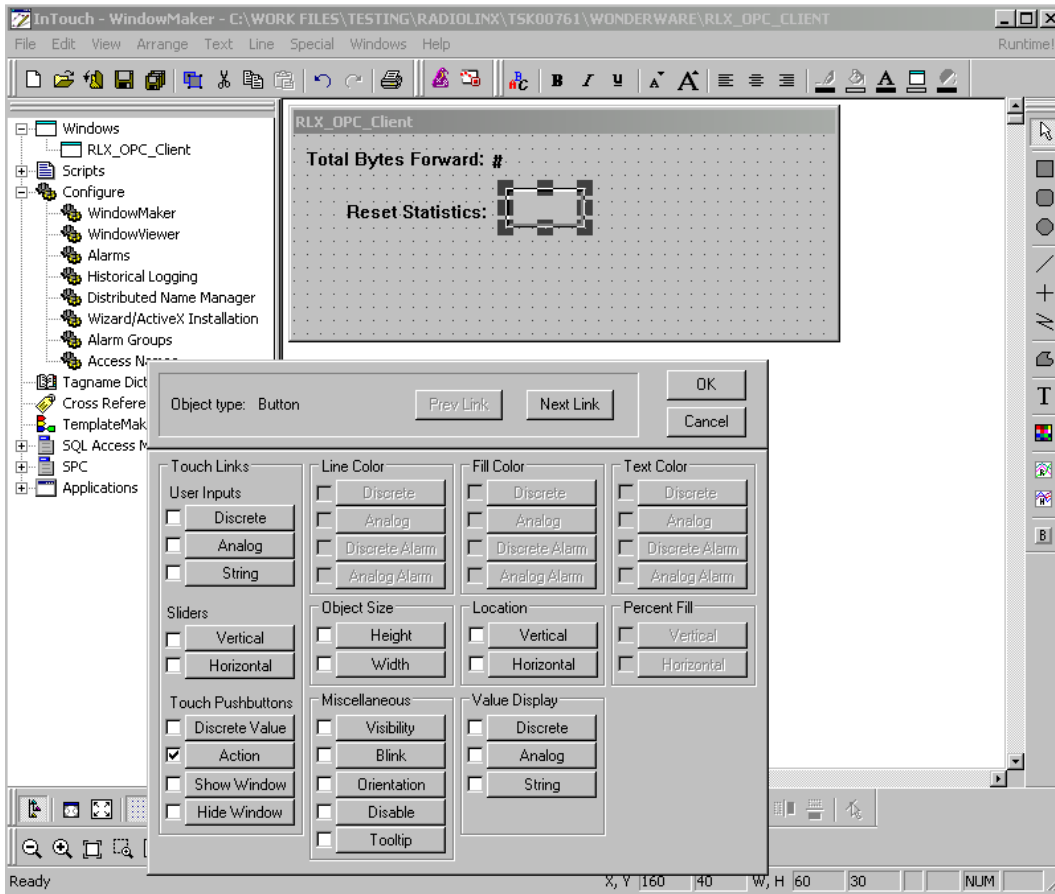 InTouch - WindowMaker - C:\WORK FILES\TESTING\RADIOLINX\TSK00761\WONDERWARE\RLX_OPC_CLIENT
File Edit View Arrange Text Line Special Windows Help Runtime!
Windows
RLX_OPC_Client
Scripts
Configure
WindowMaker
WindowViewer
Alarms
Historical Logging
Distributed Name Manager
Wizard/ActiveX Installation
Alarm Groups
Access
Tagname Dict
Cross Refere
TemplateMak
SQL Access M
SPC
Applications
RLX_OPC_Client
Total Bytes Forward: #
Reset Statistics:
Object type: Button
Prev Link
Next Link
OK
Cancel
Touch Links
User Inputs
Discrete
Analog
String
Sliders
Vertical
Horizontal
Touch Pushbuttons
Discrete Value
Action
Show Window
Hide Window
Line Color
Discrete
Analog
Discrete Alarm
Analog Alarm
Fill Color
Discrete
Analog
Discrete Alarm
Analog Alarm
Text Color
Discrete
Analog
Discrete Alarm
Analog Alarm
Object Size
Height
Width
Location
Vertical
Horizontal
Percent Fill
Vertical
Horizontal
Miscellaneous
Visibility
Blink
Orientation
Disable
Tooltip
Value Display
Discrete
Analog
String
Ready
X, Y 160 40 W, H 60 30 NUM